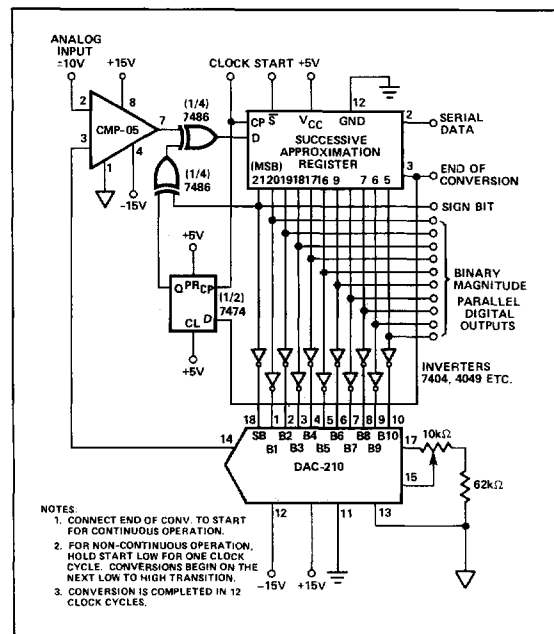 ANALOG
INPUT
±10V
+15V
CLOCK START
+5V
2
8
(1/4)
7486
7
CMP-05
3
4
1
-15V
(1/4)
7486
12
CP S̅ VCC GND
D
SUCCESSIVE
APPROXIMATION
REGISTER
(MSB)
21 20 19 18 17 16 9 7 6 5
2
SERIAL
DATA
3
END OF
CONVERSION
SIGN BIT
BINARY
MAGNITUDE
PARALLEL
DIGITAL
OUTPUTS
+5V
Q PR CP
(1/2)
D
7474
CL
+5V
INVERTERS
7404, 4049 ETC.
18 1 2 3 4 5 6 7 8 9 10
SB B2 B4 B6 B8 B10
B1 B3 B5 B7 B9
14
DAC-210
17
10kΩ
15
62kΩ
12
11
13
-15V
+15V
NOTES:
1. CONNECT END OF CONV. TO START
FOR CONTINUOUS OPERATION.
2. FOR NON-CONTINUOUS OPERATION,
HOLD START LOW FOR ONE CLOCK
CYCLE. CONVERSIONS BEGIN ON THE
NEXT LOW TO HIGH TRANSITION.
3. CONVERSION IS COMPLETED IN 12
CLOCK CYCLES.